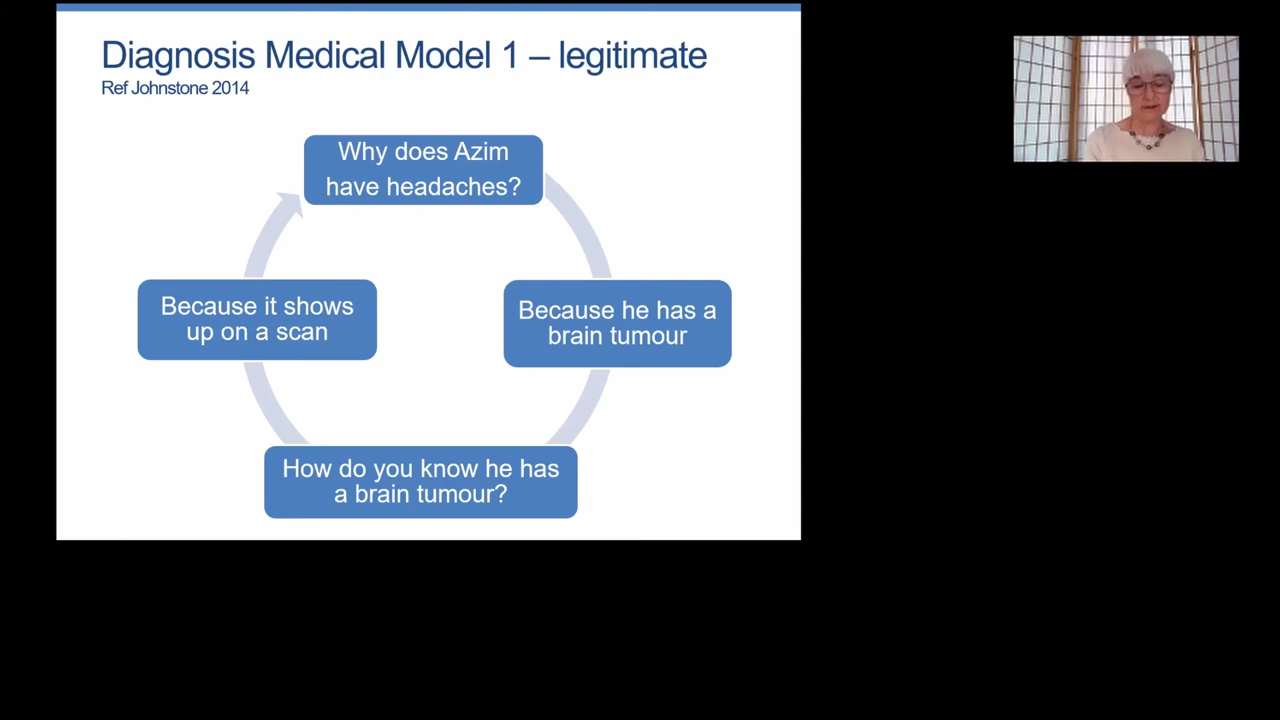 Diagnosis Medical Model 1 – legitimate
Ref Johnstone 2014
Why does Azim
have headaches?
Because he has a
brain tumour
How do you know he has
a brain tumour?
Because it shows
up on a scan